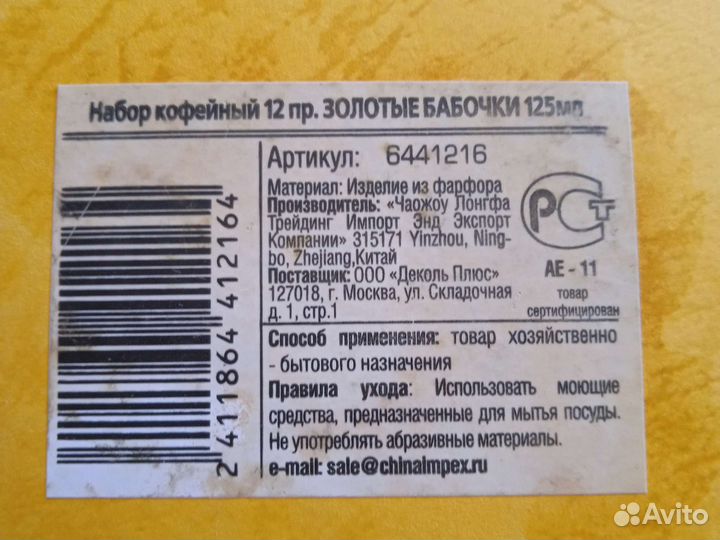 Набор кофейный 12 пр. ЗОЛОТЫЕ БАБОЧКИ 125мл
Артикул: 6441216
Материал: Изделие из фарфора
Производитель: «Чаожоу Лонгфа
Трейдинг Импорт Энд Экспорт
Компании» 315171 Yinzhou, Ning-
bo, Zhejiang,Китай
Поставщик: ООО «Деколь Плюс»
127018, г. Москва, ул. Складочная
д. 1, стр.1
РСТ
АЕ - 11
товар
сертифицирован
Способ применения: товар хозяйственно
- бытового назначения
Правила ухода: Использовать моющие
средства, предназначенные для мытья посуды.
Не употреблять абразивные материалы.
e-mail: sale@chinaimpex.ru
2 411864 412164
Avito